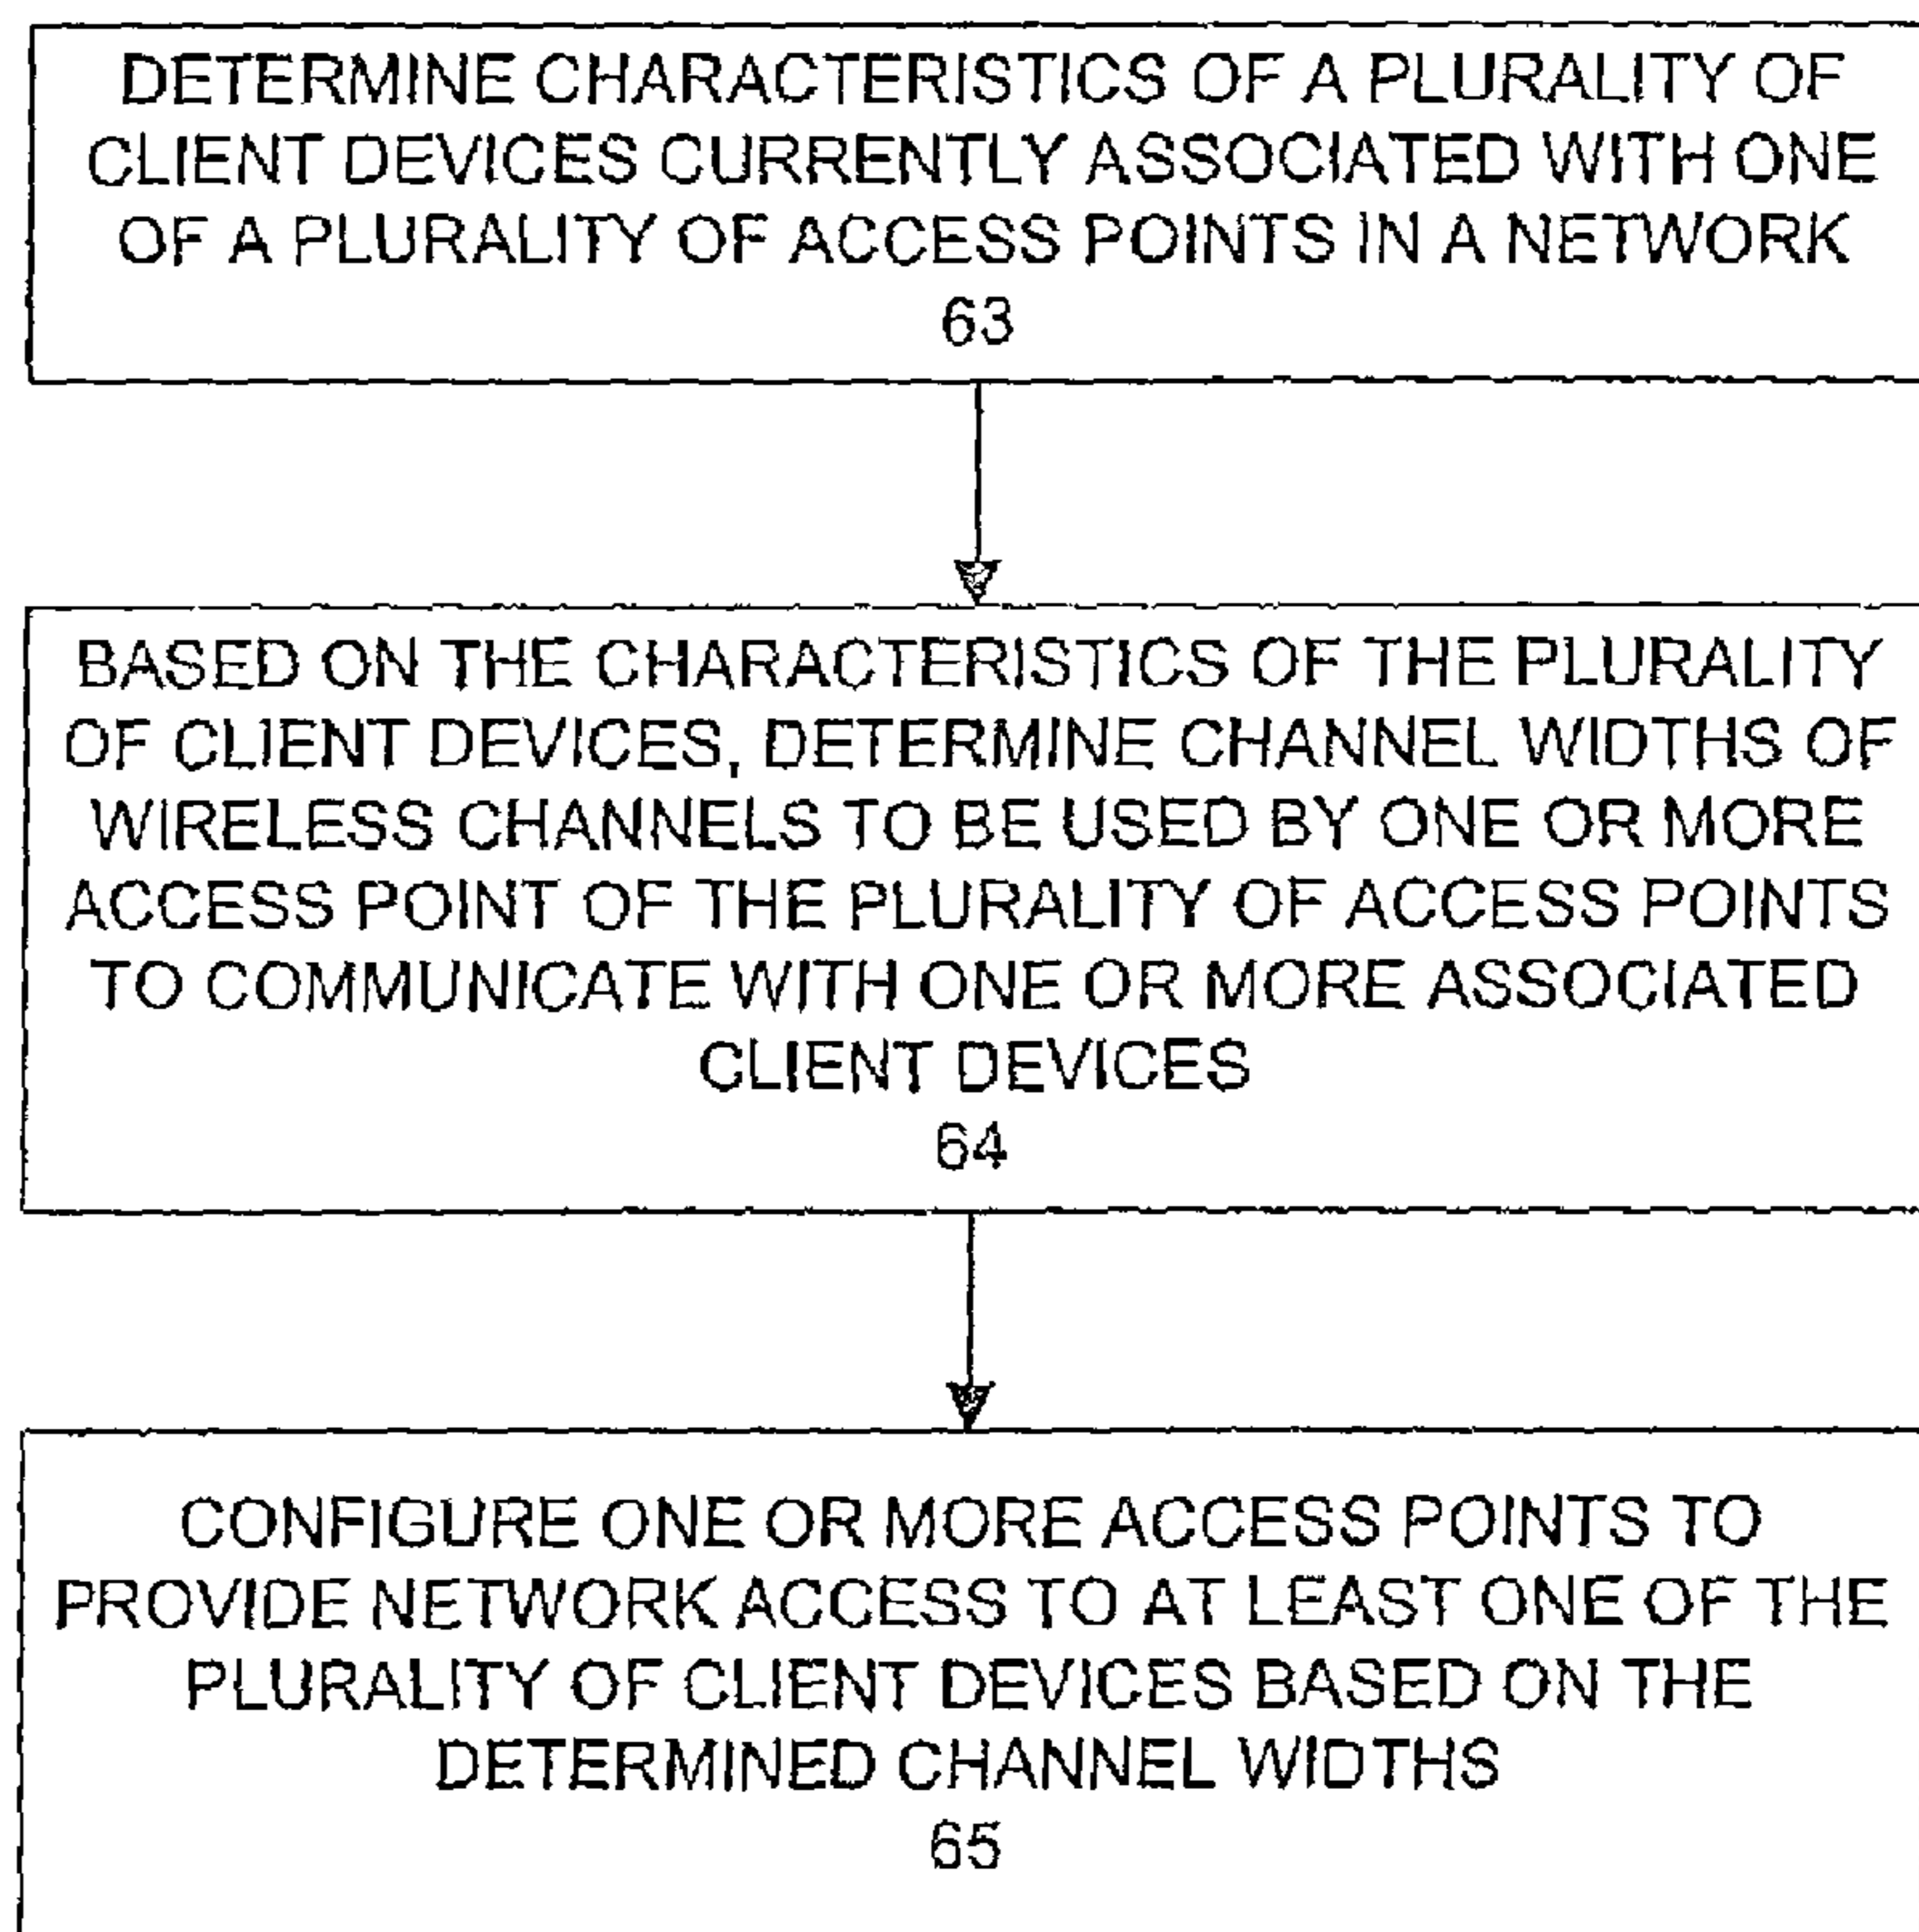 DETERMINE CHARACTERISTICS OF A PLURALITY OF
CLIENT DEVICES CURRENTLY ASSOCIATED WITH ONE
OF A PLURALITY OF ACCESS POINTS IN A NETWORK
63
BASED ON THE CHARACTERISTICS OF THE PLURALITY
OF CLIENT DEVICES, DETERMINE CHANNEL WIDTHS OF
WIRELESS CHANNELS TO BE USED BY ONE OR MORE
ACCESS POINT OF THE PLURALITY OF ACCESS POINTS
TO COMMUNICATE WITH ONE OR MORE ASSOCIATED
CLIENT DEVICES
64
CONFIGURE ONE OR MORE ACCESS POINTS TO
PROVIDE NETWORK ACCESS TO AT LEAST ONE OF THE
PLURALITY OF CLIENT DEVICES BASED ON THE
DETERMINED CHANNEL WIDTHS
65